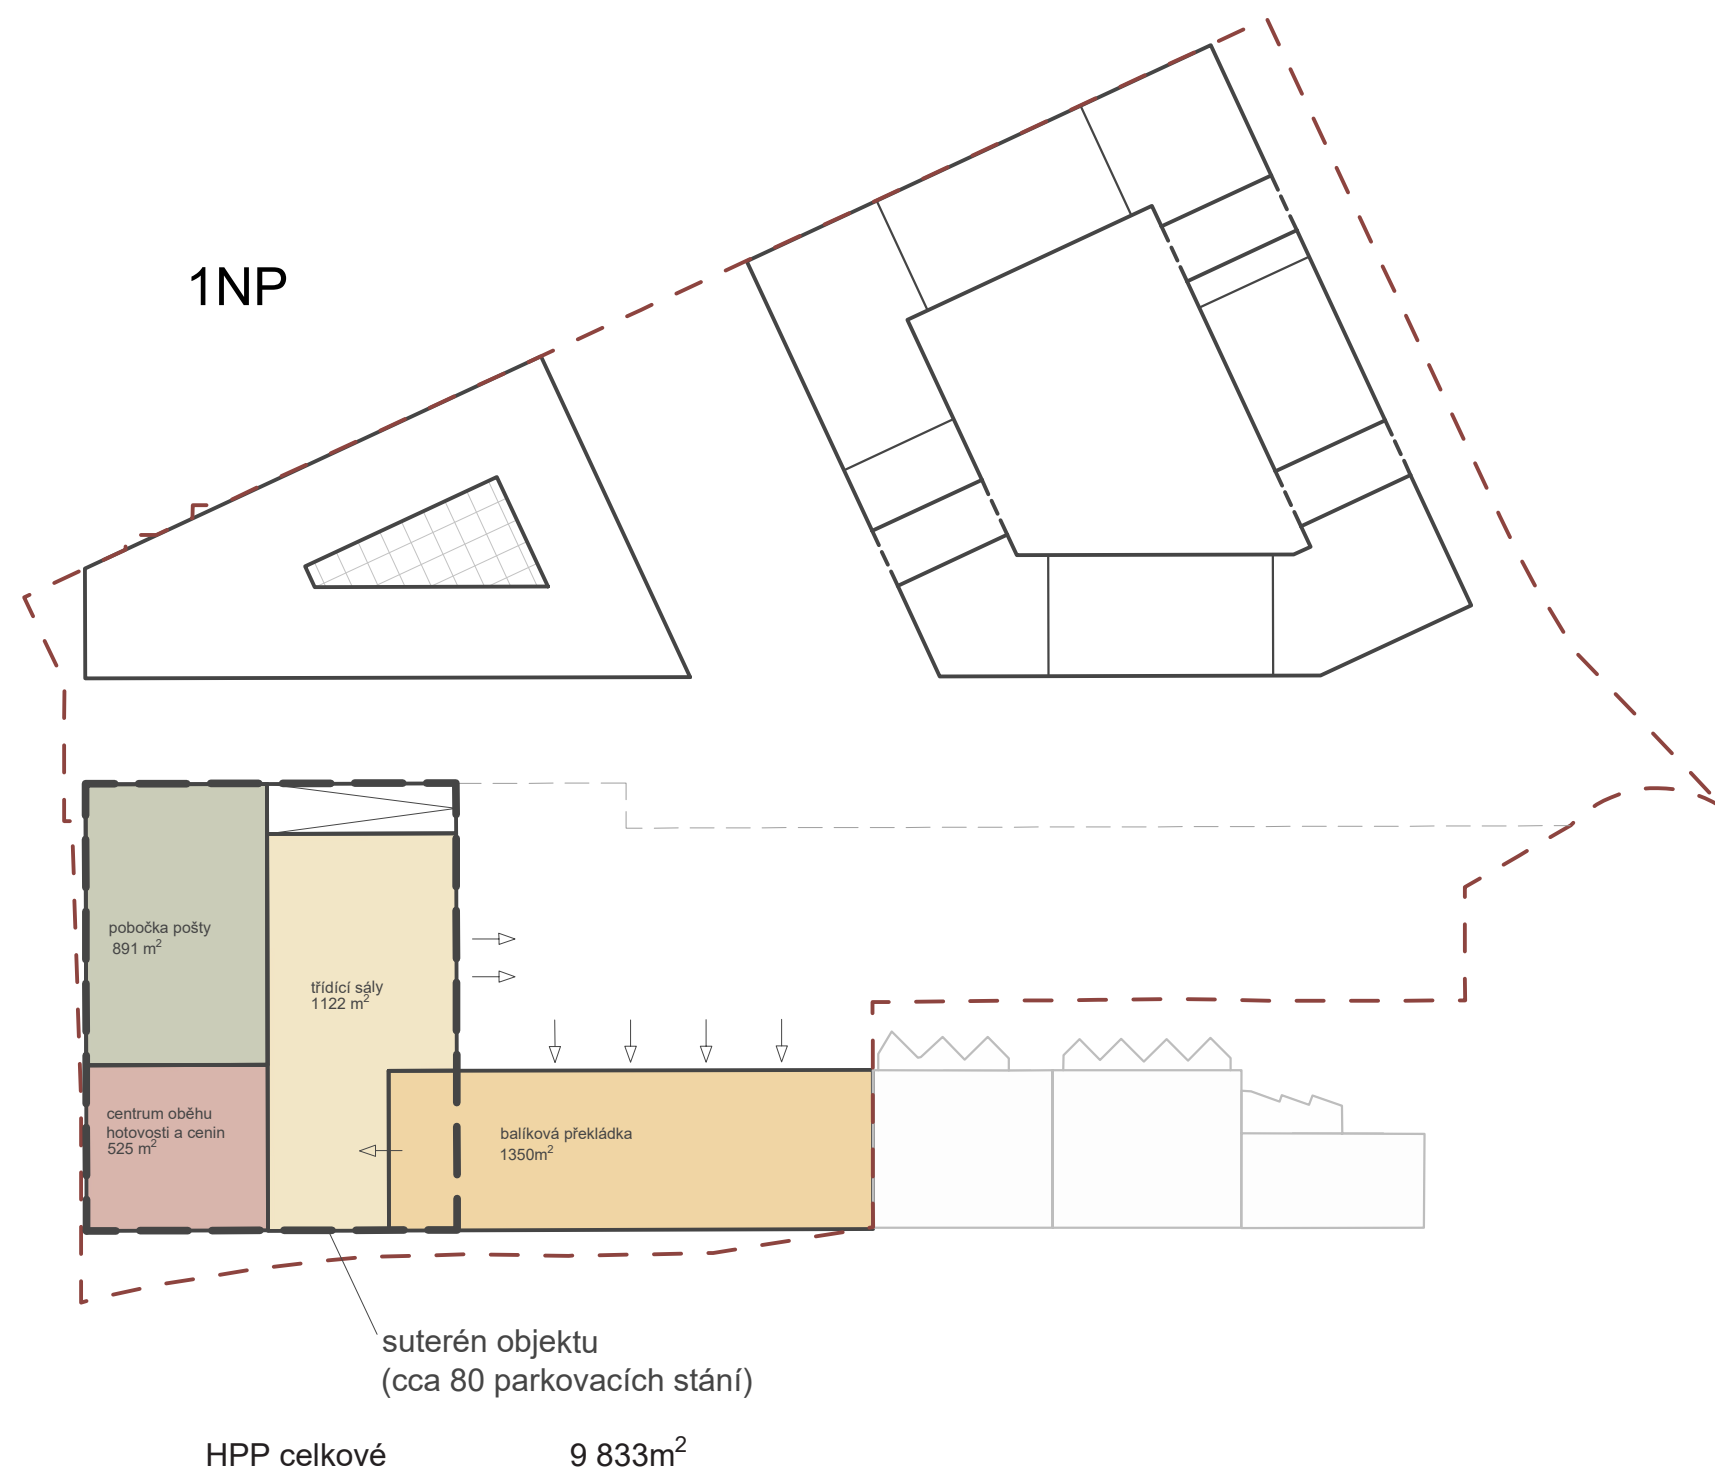 1NP
pobočka pošty
891 m²
třídící sály
1122 m²
centrum oběhu
hotovosti a cenin
525 m²
balíková překládka
1350m²
suterén objektu
(cca 80 parkovacích stání)
HPP celkové 9 833m²